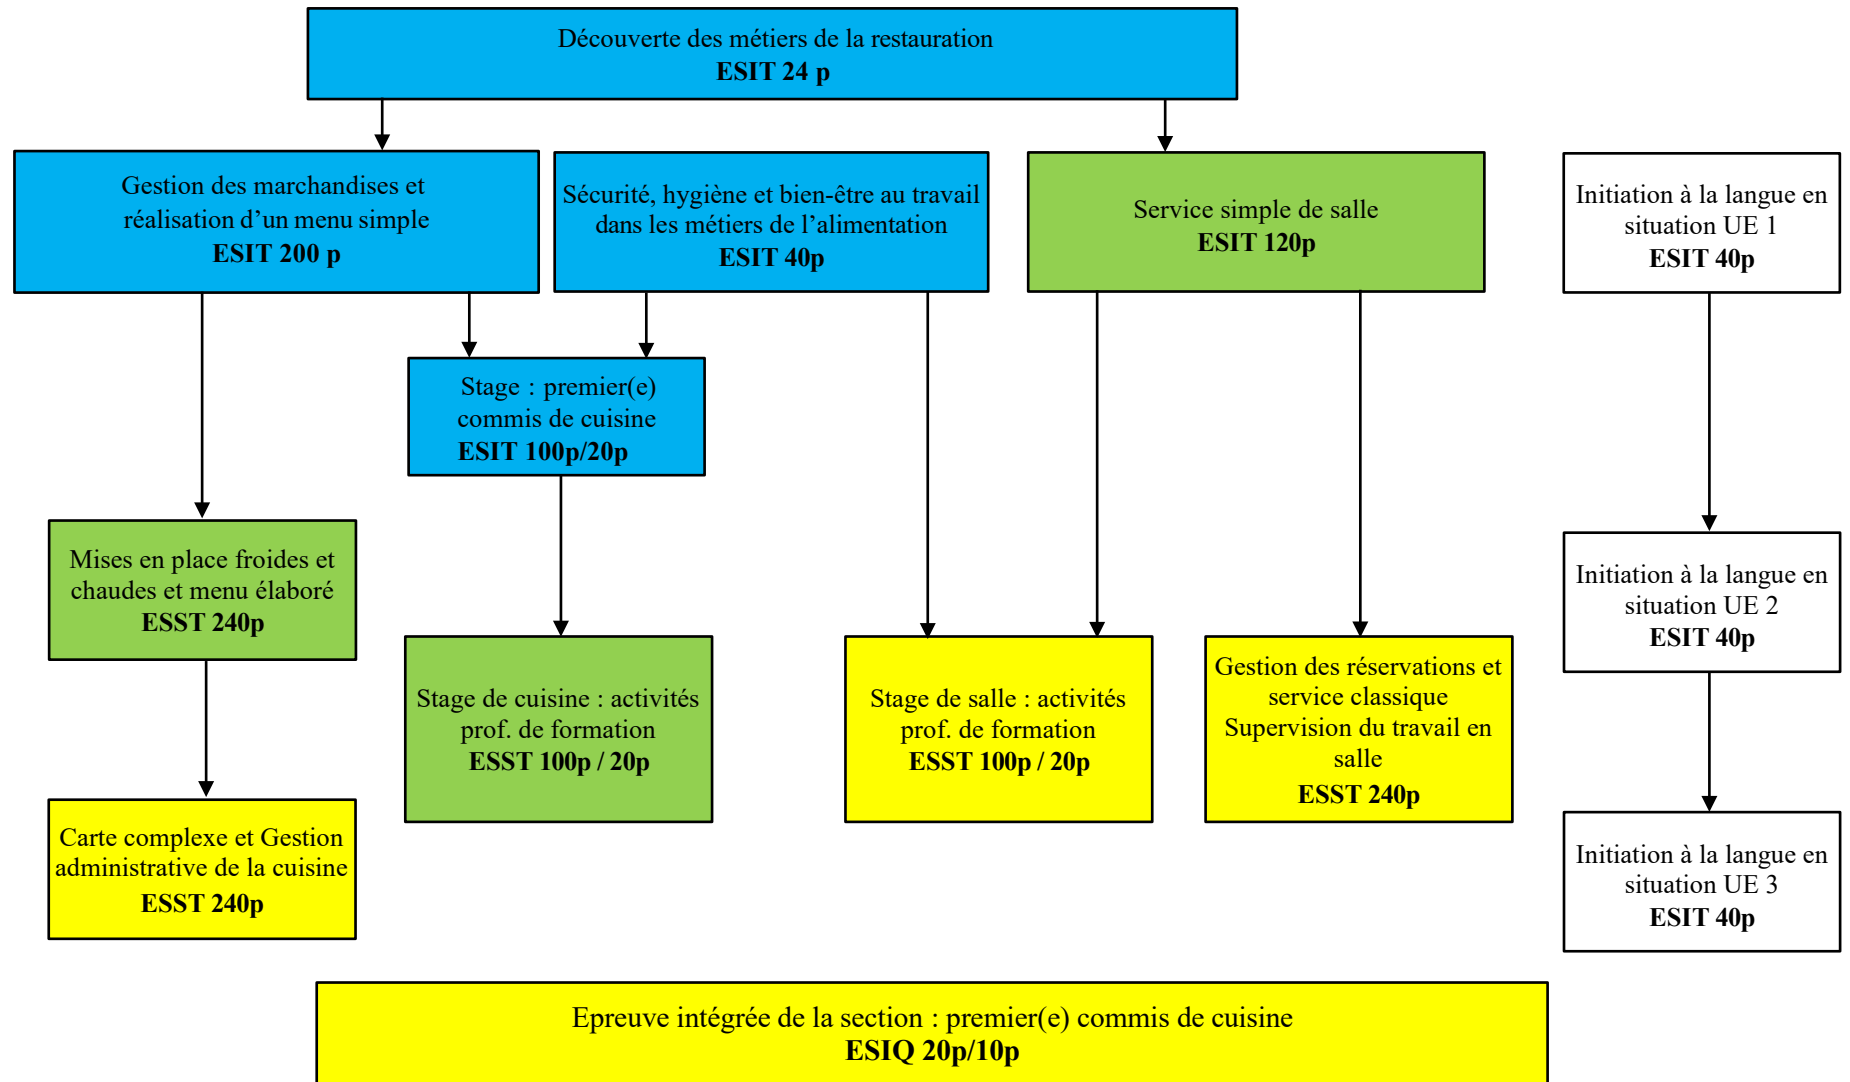 Découverte des métiers de la restauration
ESIT 24 p
Gestion des marchandises et
réalisation d’un menu simple
ESIT 200 p
Sécurité, hygiène et bien-être au travail
dans les métiers de l’alimentation
ESIT 40p
Service simple de salle
ESIT 120p
Initiation à la langue en
situation UE 1
ESIT 40p
Stage : premier(e)
commis de cuisine
ESIT 100p/20p
Mises en place froides et
chaudes et menu élaboré
ESST 240p
Initiation à la langue en
situation UE 2
ESIT 40p
Stage de cuisine : activités
prof. de formation
ESST 100p / 20p
Stage de salle : activités
prof. de formation
ESST 100p / 20p
Gestion des réservations et
service classique
Supervision du travail en
salle
ESST 240p
Carte complexe et Gestion
administrative de la cuisine
ESST 240p
Initiation à la langue en
situation UE 3
ESIT 40p
Epreuve intégrée de la section : premier(e) commis de cuisine
ESIQ 20p/10p